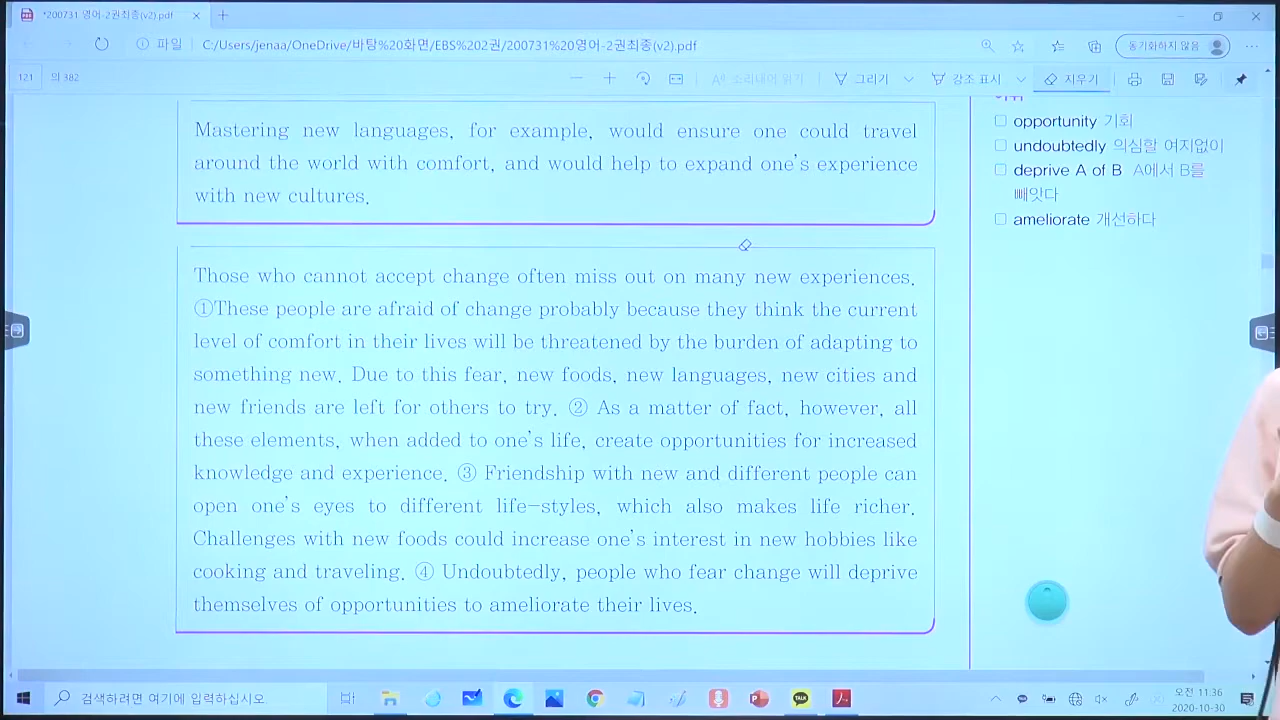 *200731 영어-2권최종(v2).pdf
파일 C:/Users/jenaa/OneDrive/바탕%20화면/EBS%202권/200731%20영어-2권최종(v2).pdf
동기화하지 않음
121 의 382
소리내어 읽기
그리기
강조 표시
지우기
Mastering new languages, for example, would ensure one could travel
around the world with comfort, and would help to expand one's experience
with new cultures.
Those who cannot accept change often miss out on many new experiences.
①These people are afraid of change probably because they think the current
level of comfort in their lives will be threatened by the burden of adapting to
something new. Due to this fear, new foods, new languages, new cities and
new friends are left for others to try. ② As a matter of fact, however, all
these elements, when added to one's life, create opportunities for increased
knowledge and experience. ③ Friendship with new and different people can
open one's eyes to different life-styles, which also makes life richer.
Challenges with new foods could increase one's interest in new hobbies like
cooking and traveling. ④ Undoubtedly, people who fear change will deprive
themselves of opportunities to ameliorate their lives.
opportunity 기회
undoubtedly 의심할 여지없이
deprive A of B A에서 B를
빼앗다
ameliorate 개선하다
검색하려면 여기에 입력하십시오.
TALK
오전 11:36
2020-10-30